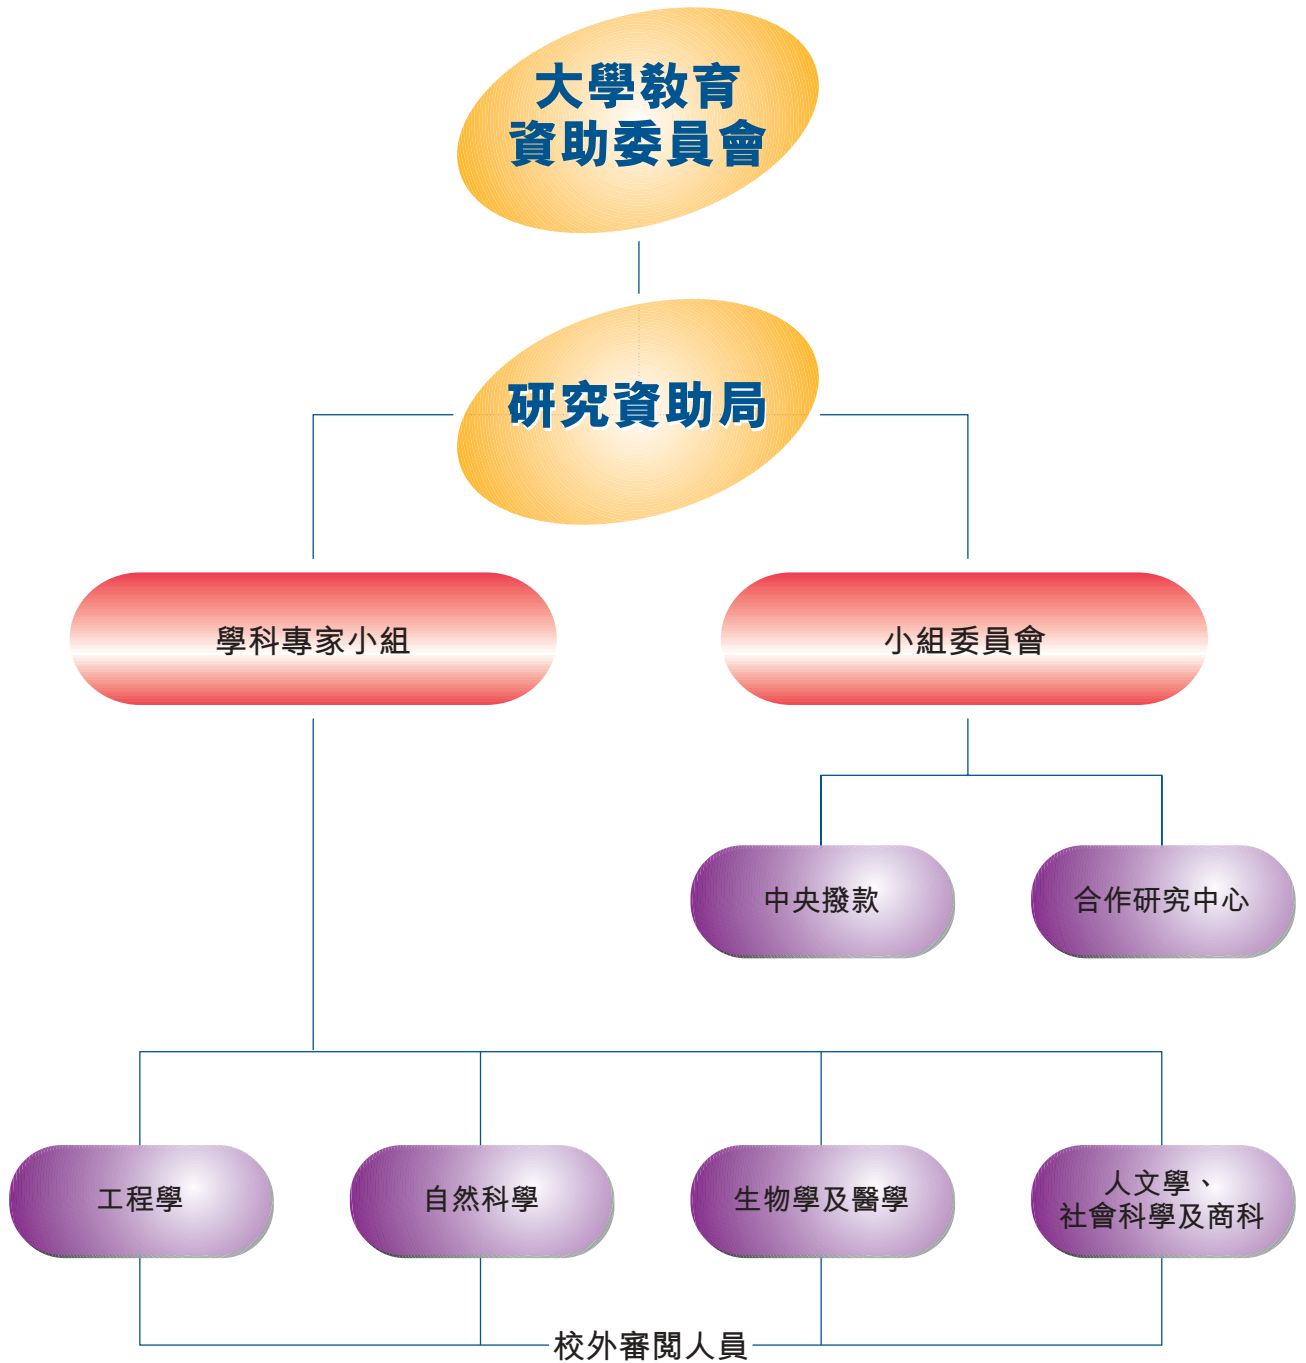 大學教育
資助委員會
研究資助局
學科專家小組
小組委員會
中央撥款
合作研究中心
工程學
自然科學
生物學及醫學
人文學、
社會科學及商科
校外審閱人員